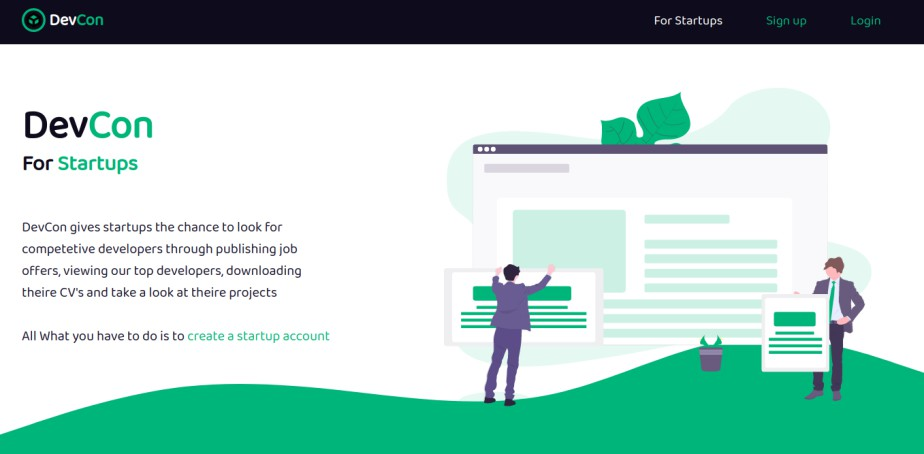 DevCon
For Startups
Sign up
Login
DevCon
For Startups
DevCon gives startups the chance to look for
competetive developers through publishing job
offers, viewing our top developers, downloading
theire CV's and take a look at theire projects
All What you have to do is to create a startup account